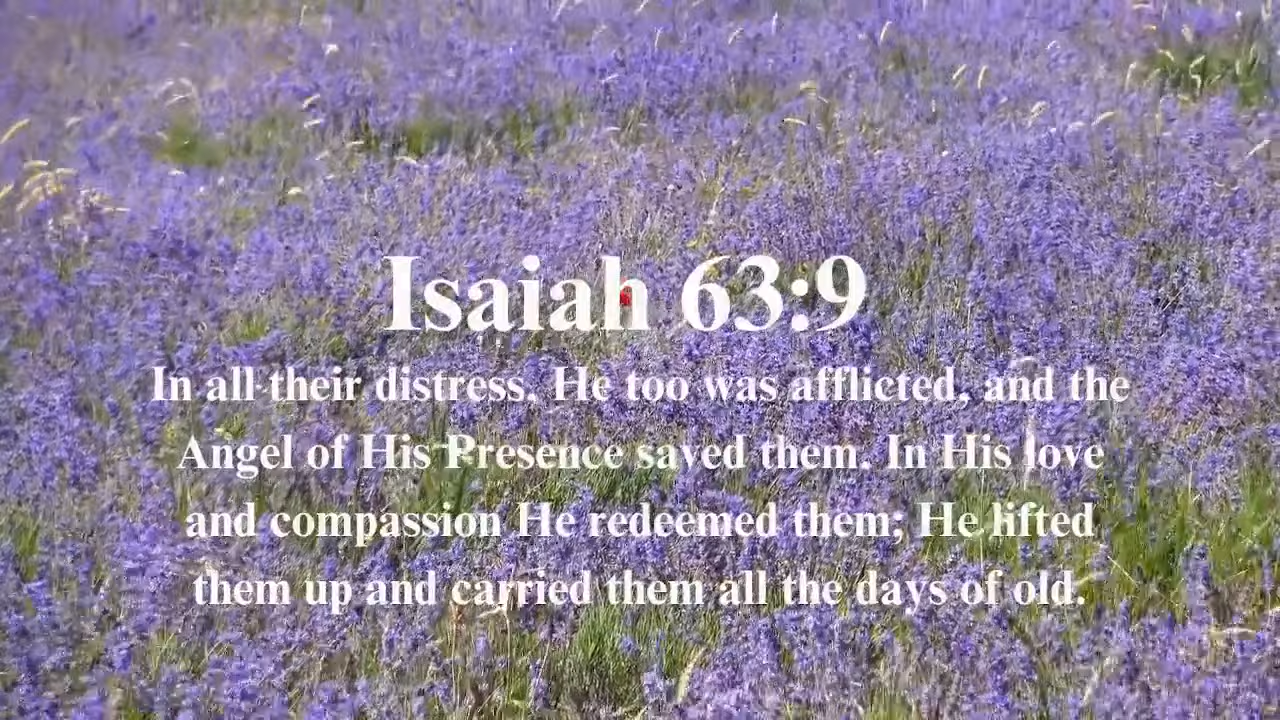 Isaiah 63:9
In all their distress, He too was afflicted, and the
Angel of His Presence saved them. In His love
and compassion He redeemed them; He lifted
them up and carried them all the days of old.